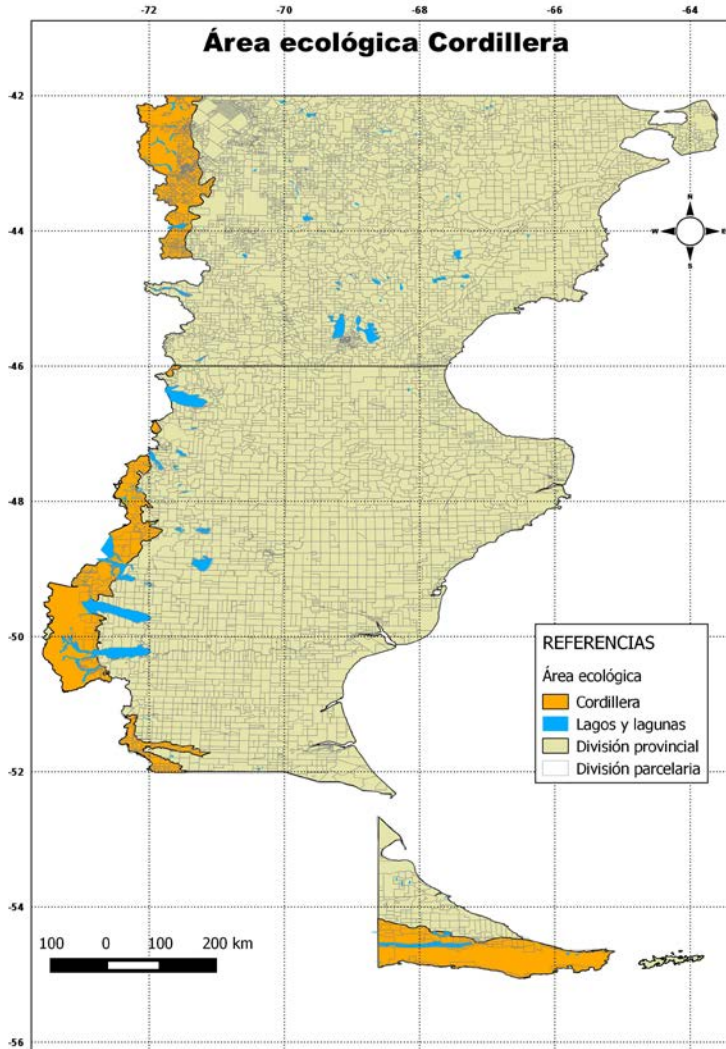 -72 -70 -68 -66 -64
Área ecológica Cordillera
-42
N
-44
W E
S
-46
-48
-50
REFERENCIAS
Área ecológica
Cordillera
Lagos y lagunas
División provincial
División parcelaria
-52
-54
100 0 100 200 km
-56